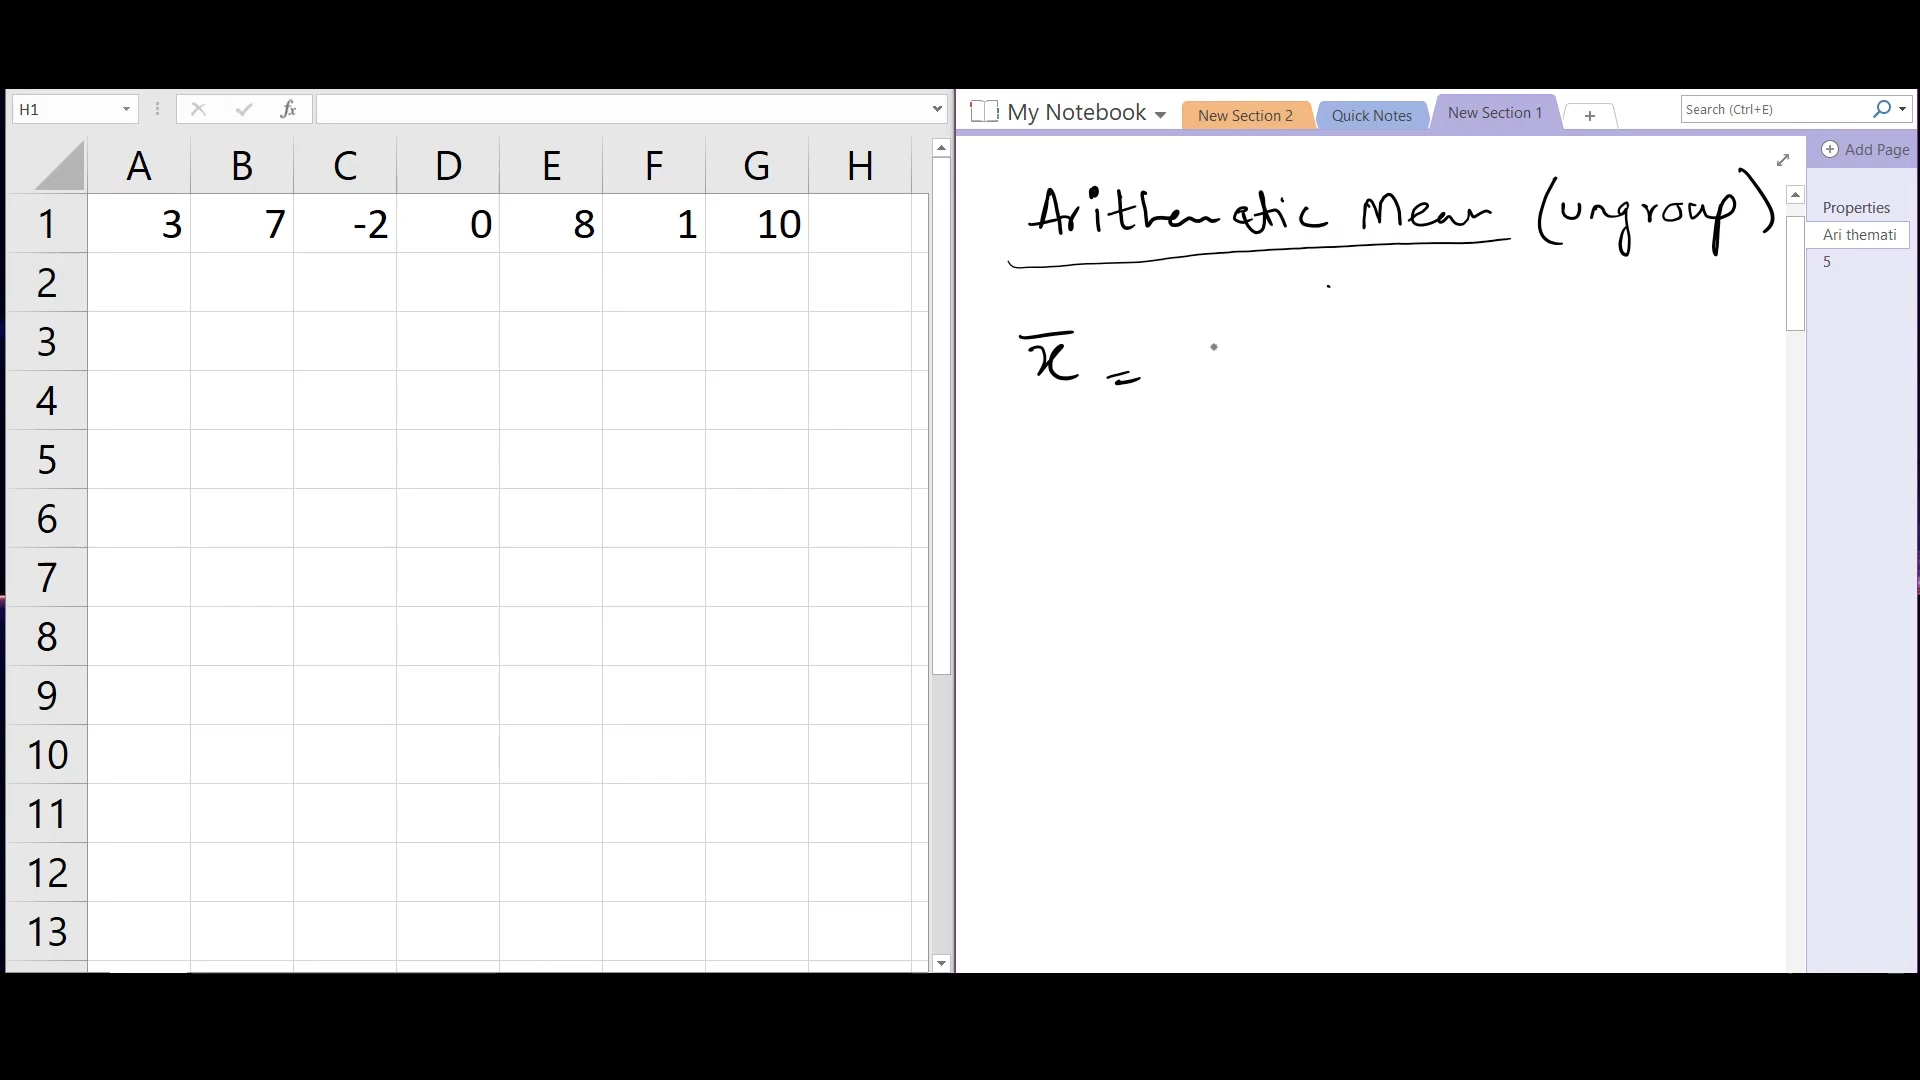 H1
fx
My Notebook
New Section 2
Quick Notes
New Section 1
+
Search (Ctrl+E)
A B C D E F G H
1 3 7 -2 0 8 1 10
2
3
4
5
6
7
8
9
10
11
12
13
Arithematic Mean (ungroup)
x̄ =
Add Page
Properties
Ari themati
5